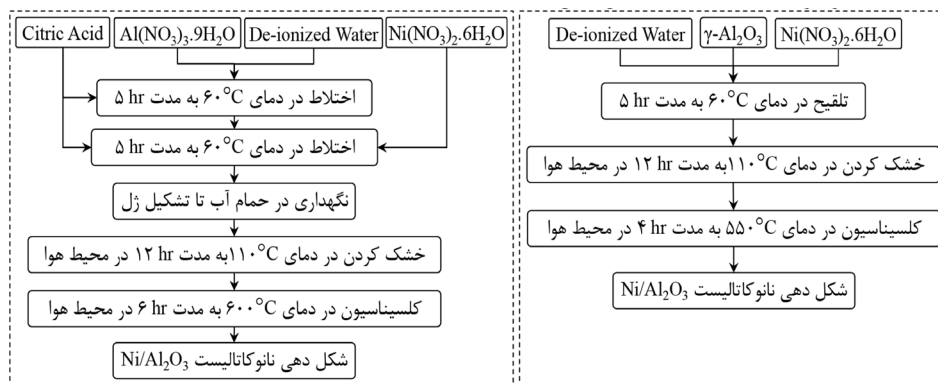 Citric Acid
Al(NO₃)₃.9H₂O
De-ionized Water
Ni(NO₃)₂.6H₂O
اختلاط در دمای ۶۰°C به مدت ۵ hr
اختلاط در دمای ۶۰°C به مدت ۵ hr
نگهداری در حمام آب تا تشکیل ژل
خشک کردن در دمای ۱۱۰°C به مدت ۱۲ hr در محیط هوا
کلسیناسیون در دمای ۶۰۰°C به مدت ۶ hr در محیط هوا
شکل دهی نانوکاتالیست Ni/Al₂O₃
De-ionized Water
γ-Al₂O₃
Ni(NO₃)₂.6H₂O
تلقیح در دمای ۶۰°C به مدت ۵ hr
خشک کردن در دمای ۱۱۰°C به مدت ۱۲ hr در محیط هوا
کلسیناسیون در دمای ۵۵۰°C به مدت ۴ hr در محیط هوا
شکل دهی نانوکاتالیست Ni/Al₂O₃